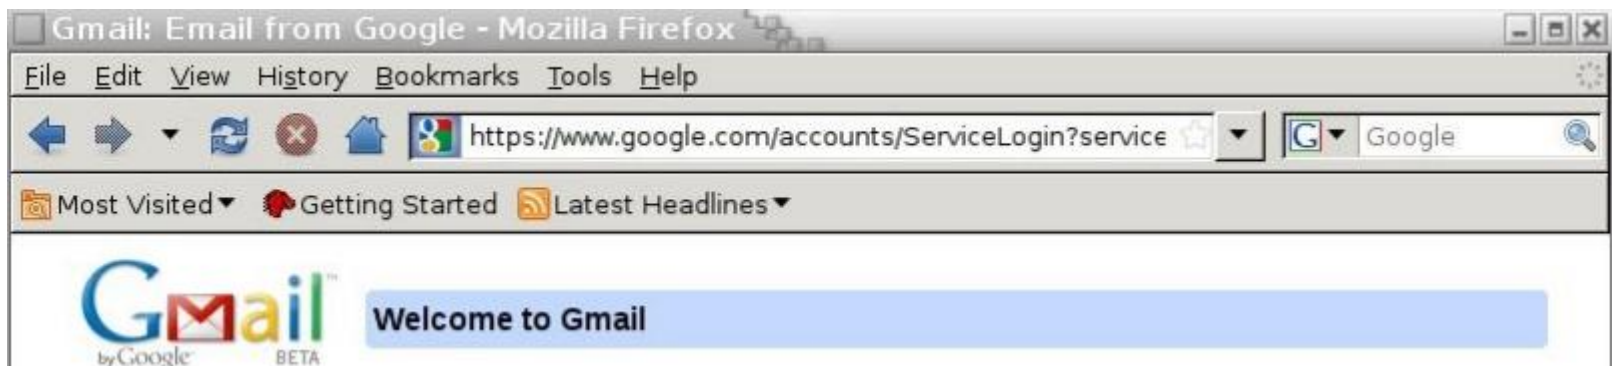 Gmail: Email from Google - Mozilla Firefox
File Edit View History Bookmarks Tools Help
https://www.google.com/accounts/ServiceLogin?service G Google
Most Visited Getting Started Latest Headlines
Gmail™ Welcome to Gmail
by Google BETA